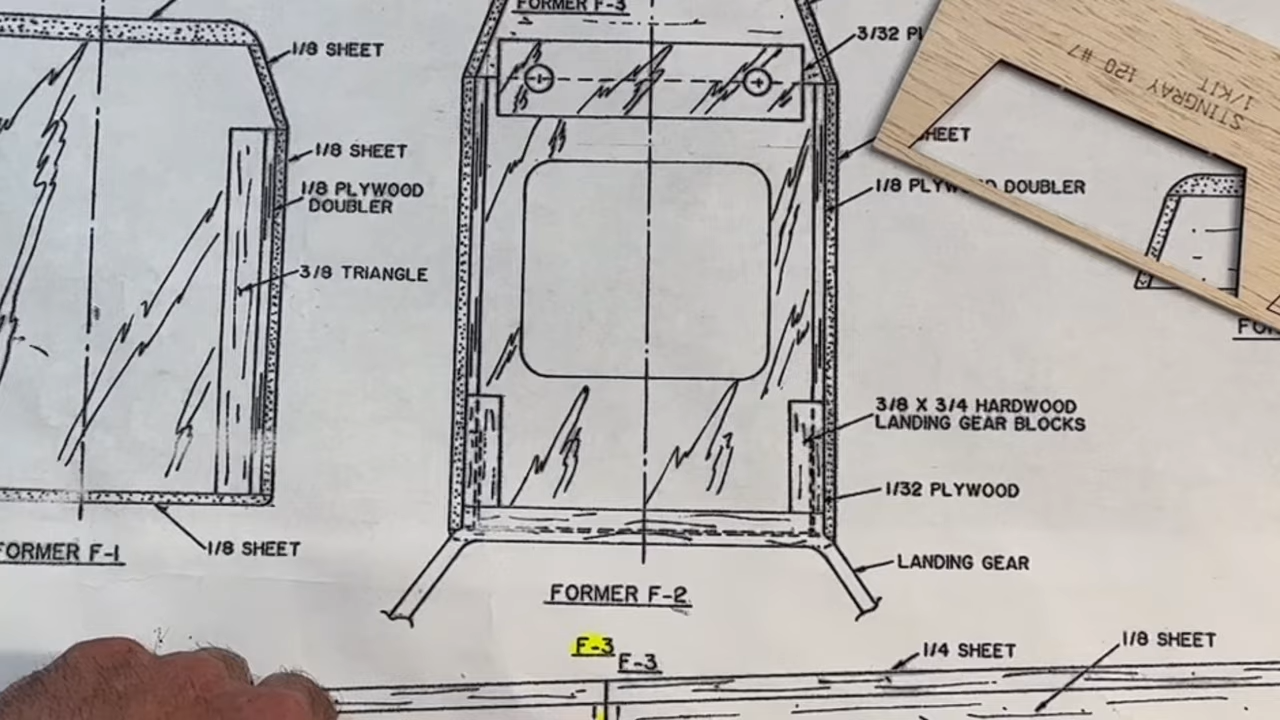 FORMER F-3
1/8 SHEET
3/32
1/8 SHEET
1/8 PLYWOOD
DOUBLER
3/8 TRIANGLE
1/8 SHEET
FORMER F-1
SHEET
1/8 PLYWOOD DOUBLER
3/8 X 3/4 HARDWOOD
LANDING GEAR BLOCKS
1/32 PLYWOOD
LANDING GEAR
FORMER F-2
STINGRAY 120 #7
1/KIT
F-3
F-3
1/4 SHEET
1/8 SHEET